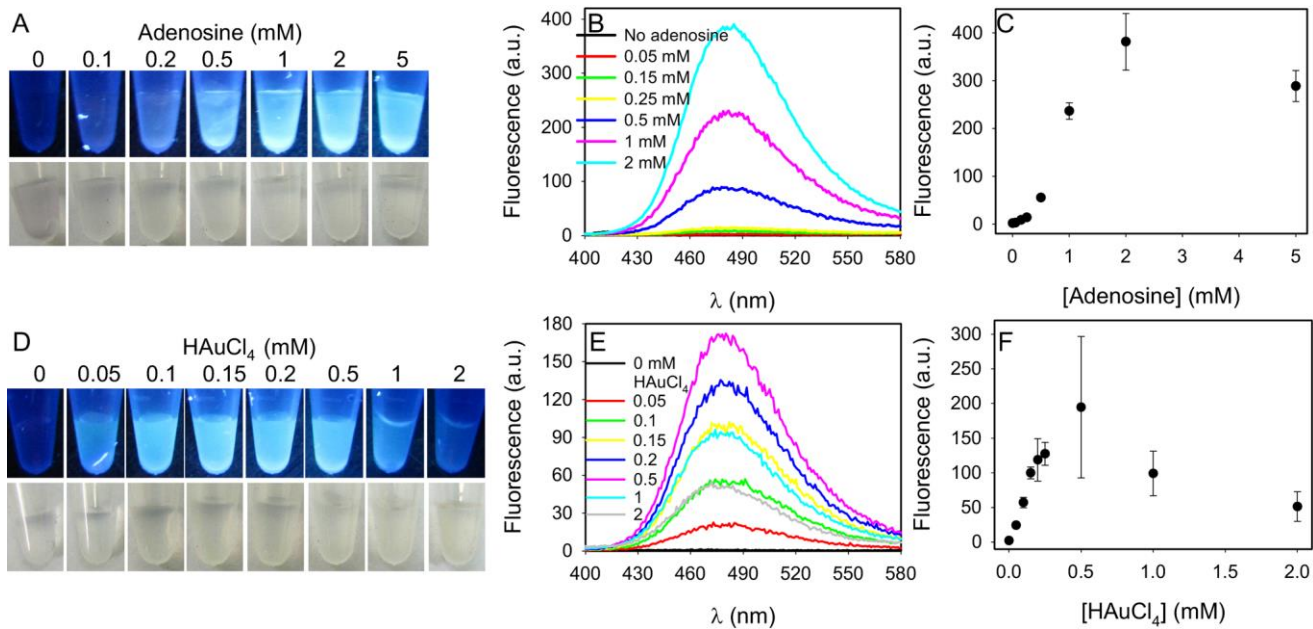 A
Adenosine (mM)
0 0.1 0.2 0.5 1 2 5
B
Fluorescence (a.u.)
400
300
200
100
0
No adenosine
0.05 mM
0.15 mM
0.25 mM
0.5 mM
1 mM
2 mM
400 430 460 490 520 550 580
λ (nm)
C
Fluorescence (a.u.)
400
300
200
100
0
0 1 2 3 4 5
[Adenosine] (mM)
D
HAuCl₄ (mM)
0 0.05 0.1 0.15 0.2 0.5 1 2
E
Fluorescence (a.u.)
180
150
120
90
60
30
0
0 mM
HAuCl₄
0.05
0.1
0.15
0.2
0.5
1
2
400 430 460 490 520 550 580
λ (nm)
F
Fluorescence (a.u.)
300
250
200
150
100
50
0
0.0 0.5 1.0 1.5 2.0
[HAuCl₄] (mM)